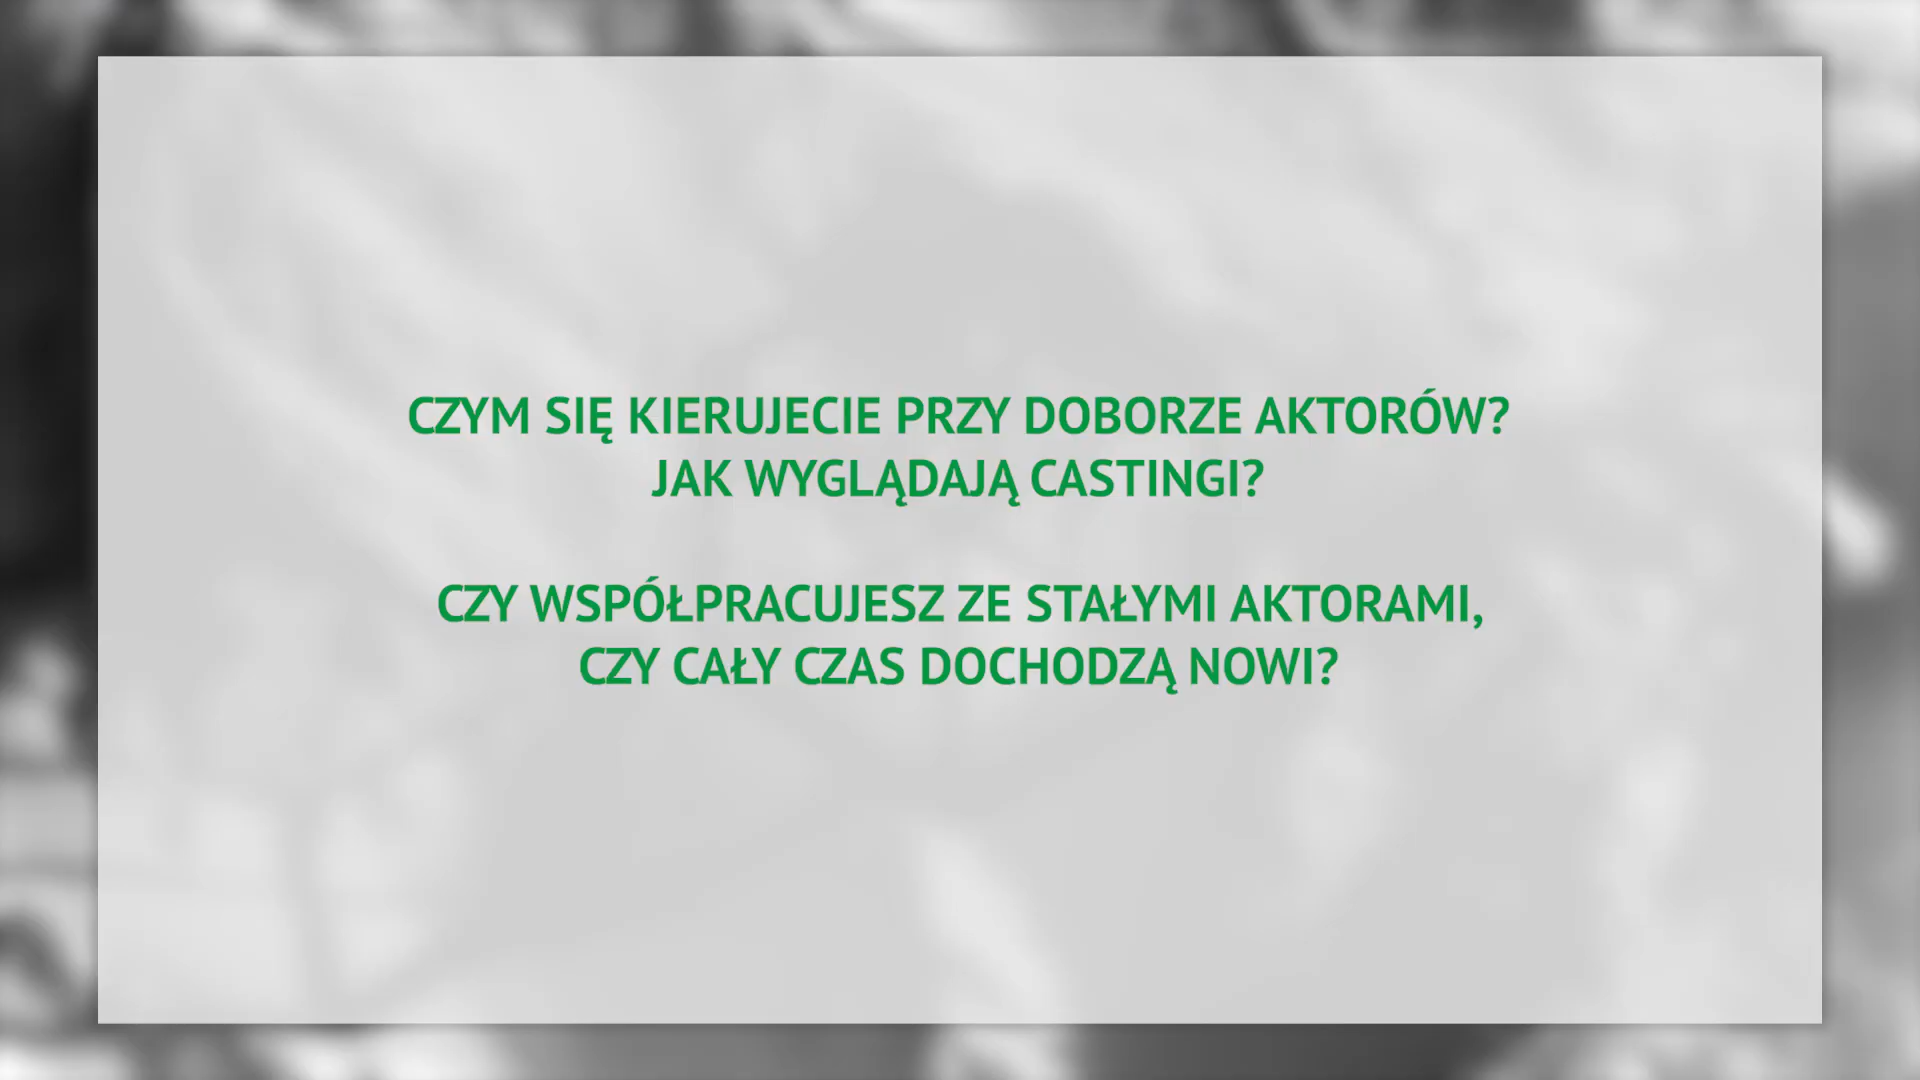 CZYM SIĘ KIERUJECIE PRZY DOBORZE AKTORÓW?
JAK WYGLĄDAJĄ CASTINGI?
CZY WSPÓŁPRACUJESZ ZE STAŁYMI AKTORAMI,
CZY CAŁY CZAS DOCHODZĄ NOWI?